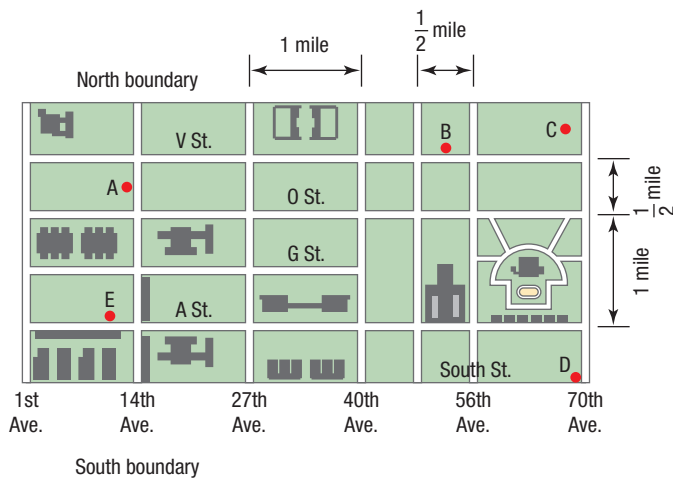 1 mile
1/2 mile
North boundary
V St.
B
C
A
O St.
1/2 mile
G St.
1 mile
E
A St.
South St.
D
1st Ave.
14th Ave.
27th Ave.
40th Ave.
56th Ave.
70th Ave.
South boundary